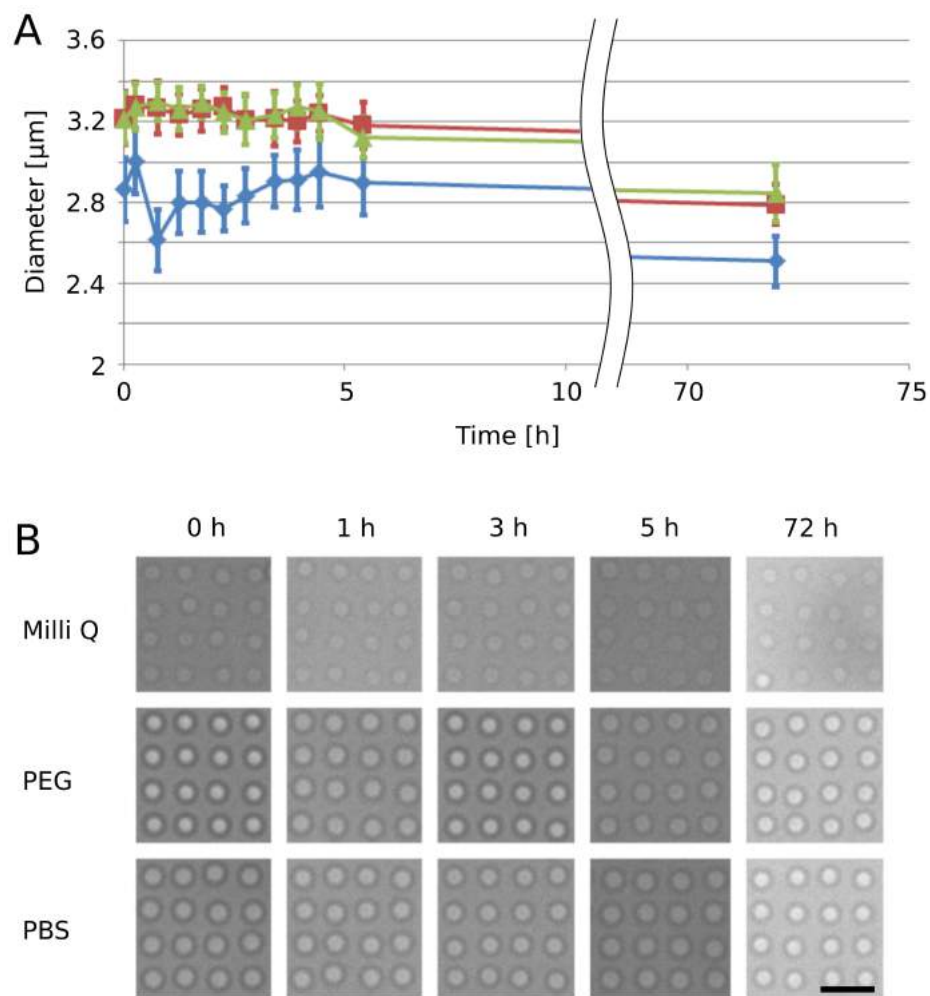 A
3.6
3.2
2.8
2.4
2
Diameter [µm]
0 5 10 70 75
Time [h]
B
0 h 1 h 3 h 5 h 72 h
Milli Q
PEG
PBS